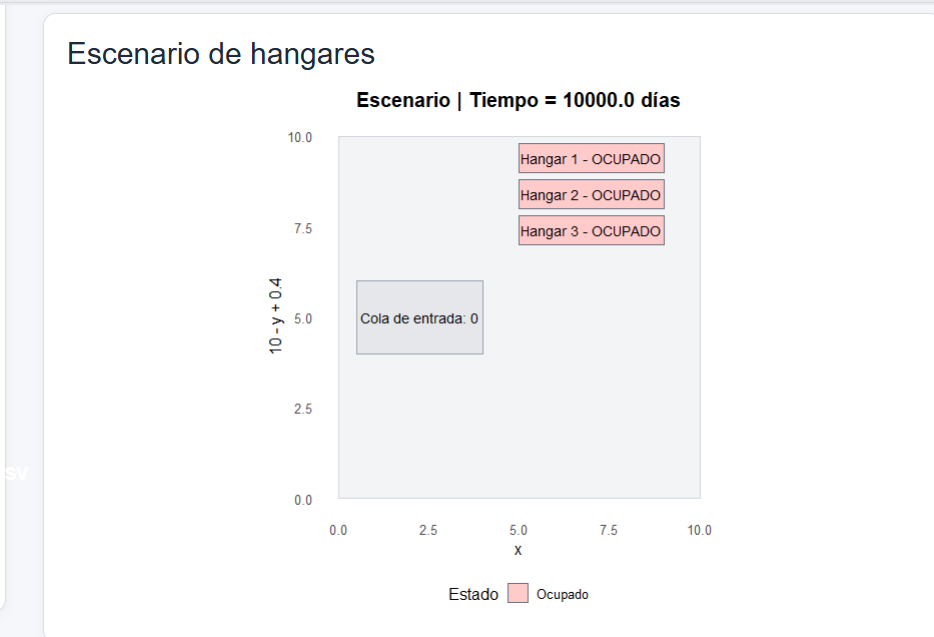 Escenario de hangares
Escenario | Tiempo = 10000.0 días
10.0
7.5
5.0
2.5
0.0
10 - y + 0.4
Hangar 1 - OCUPADO
Hangar 2 - OCUPADO
Hangar 3 - OCUPADO
Cola de entrada: 0
sv
0.0 2.5 5.0 7.5 10.0
x
Estado Ocupado